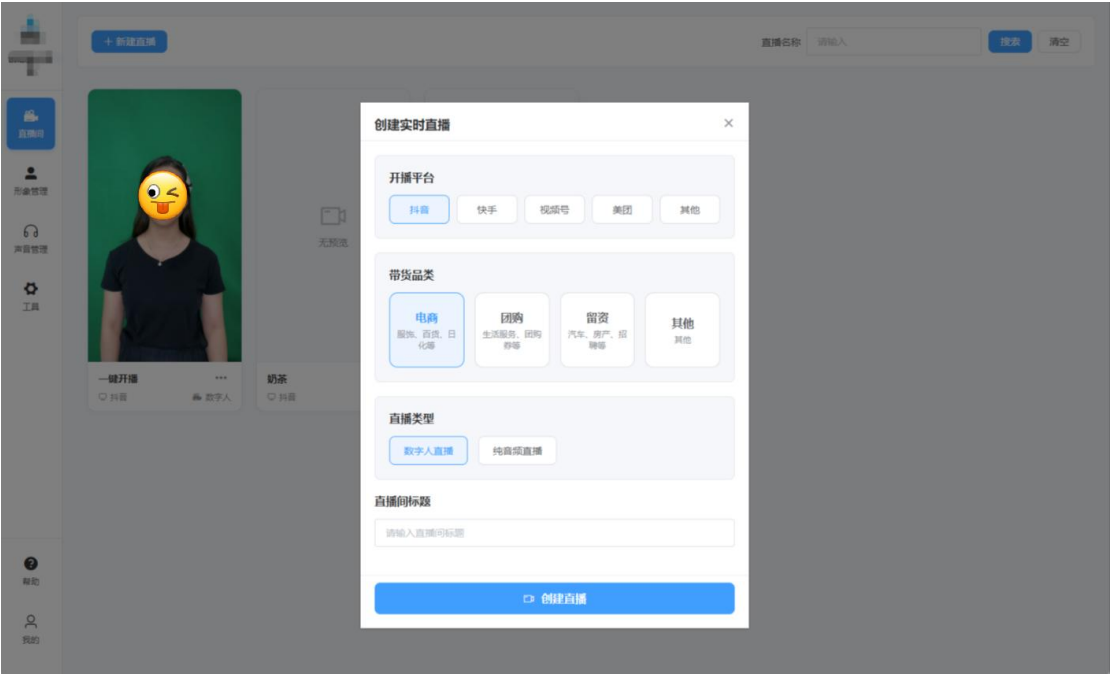 + 新建直播
直播名称
请输入
搜索
清空
直播间
形象管理
声音管理
工具
帮助
我的
无预览
一键开播
...
抖音
数字人
奶茶
抖音
创建实时直播
×
开播平台
抖音
快手
视频号
美团
其他
带货品类
电商
服饰、百货、日
化等
团购
生活服务、团购
券等
留资
汽车、房产、招
聘等
其他
其他
直播类型
数字人直播
纯音频直播
直播间标题
请输入直播间标题
创建直播